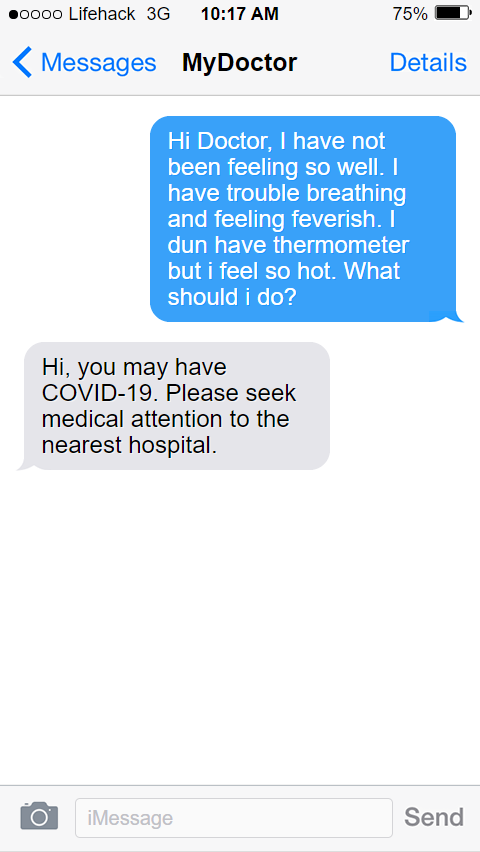 Lifehack 3G 10:17 AM 75%
Messages MyDoctor Details
Hi Doctor, I have not
been feeling so well. I
have trouble breathing
and feeling feverish. I
dun have thermometer
but i feel so hot. What
should i do?
Hi, you may have
COVID-19. Please seek
medical attention to the
nearest hospital.
iMessage Send